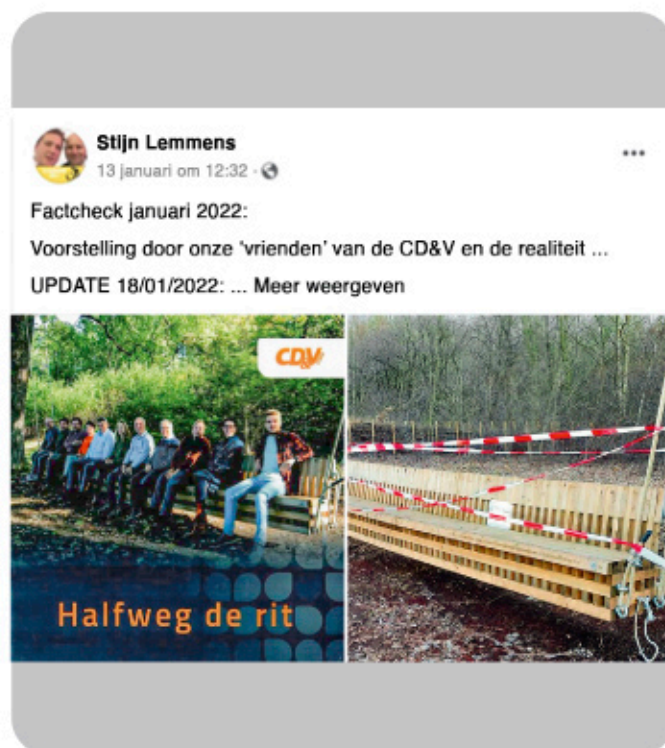 Stijn Lemmens
13 januari om 12:32 ·
Factcheck januari 2022:
Voorstelling door onze 'vrienden' van de CD&V en de realiteit ...
UPDATE 18/01/2022: ... Meer weergeven
CD&V
Halfweg de rit